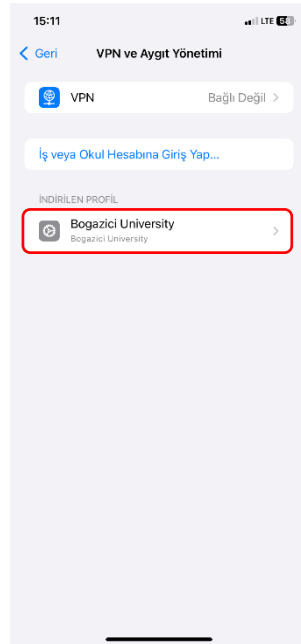 15:11
LTE
Geri
VPN ve Aygıt Yönetimi
VPN
Bağlı Değil
İş veya Okul Hesabına Giriş Yap...
İNDİRİLEN PROFİL
Bogazici University
Bogazici University